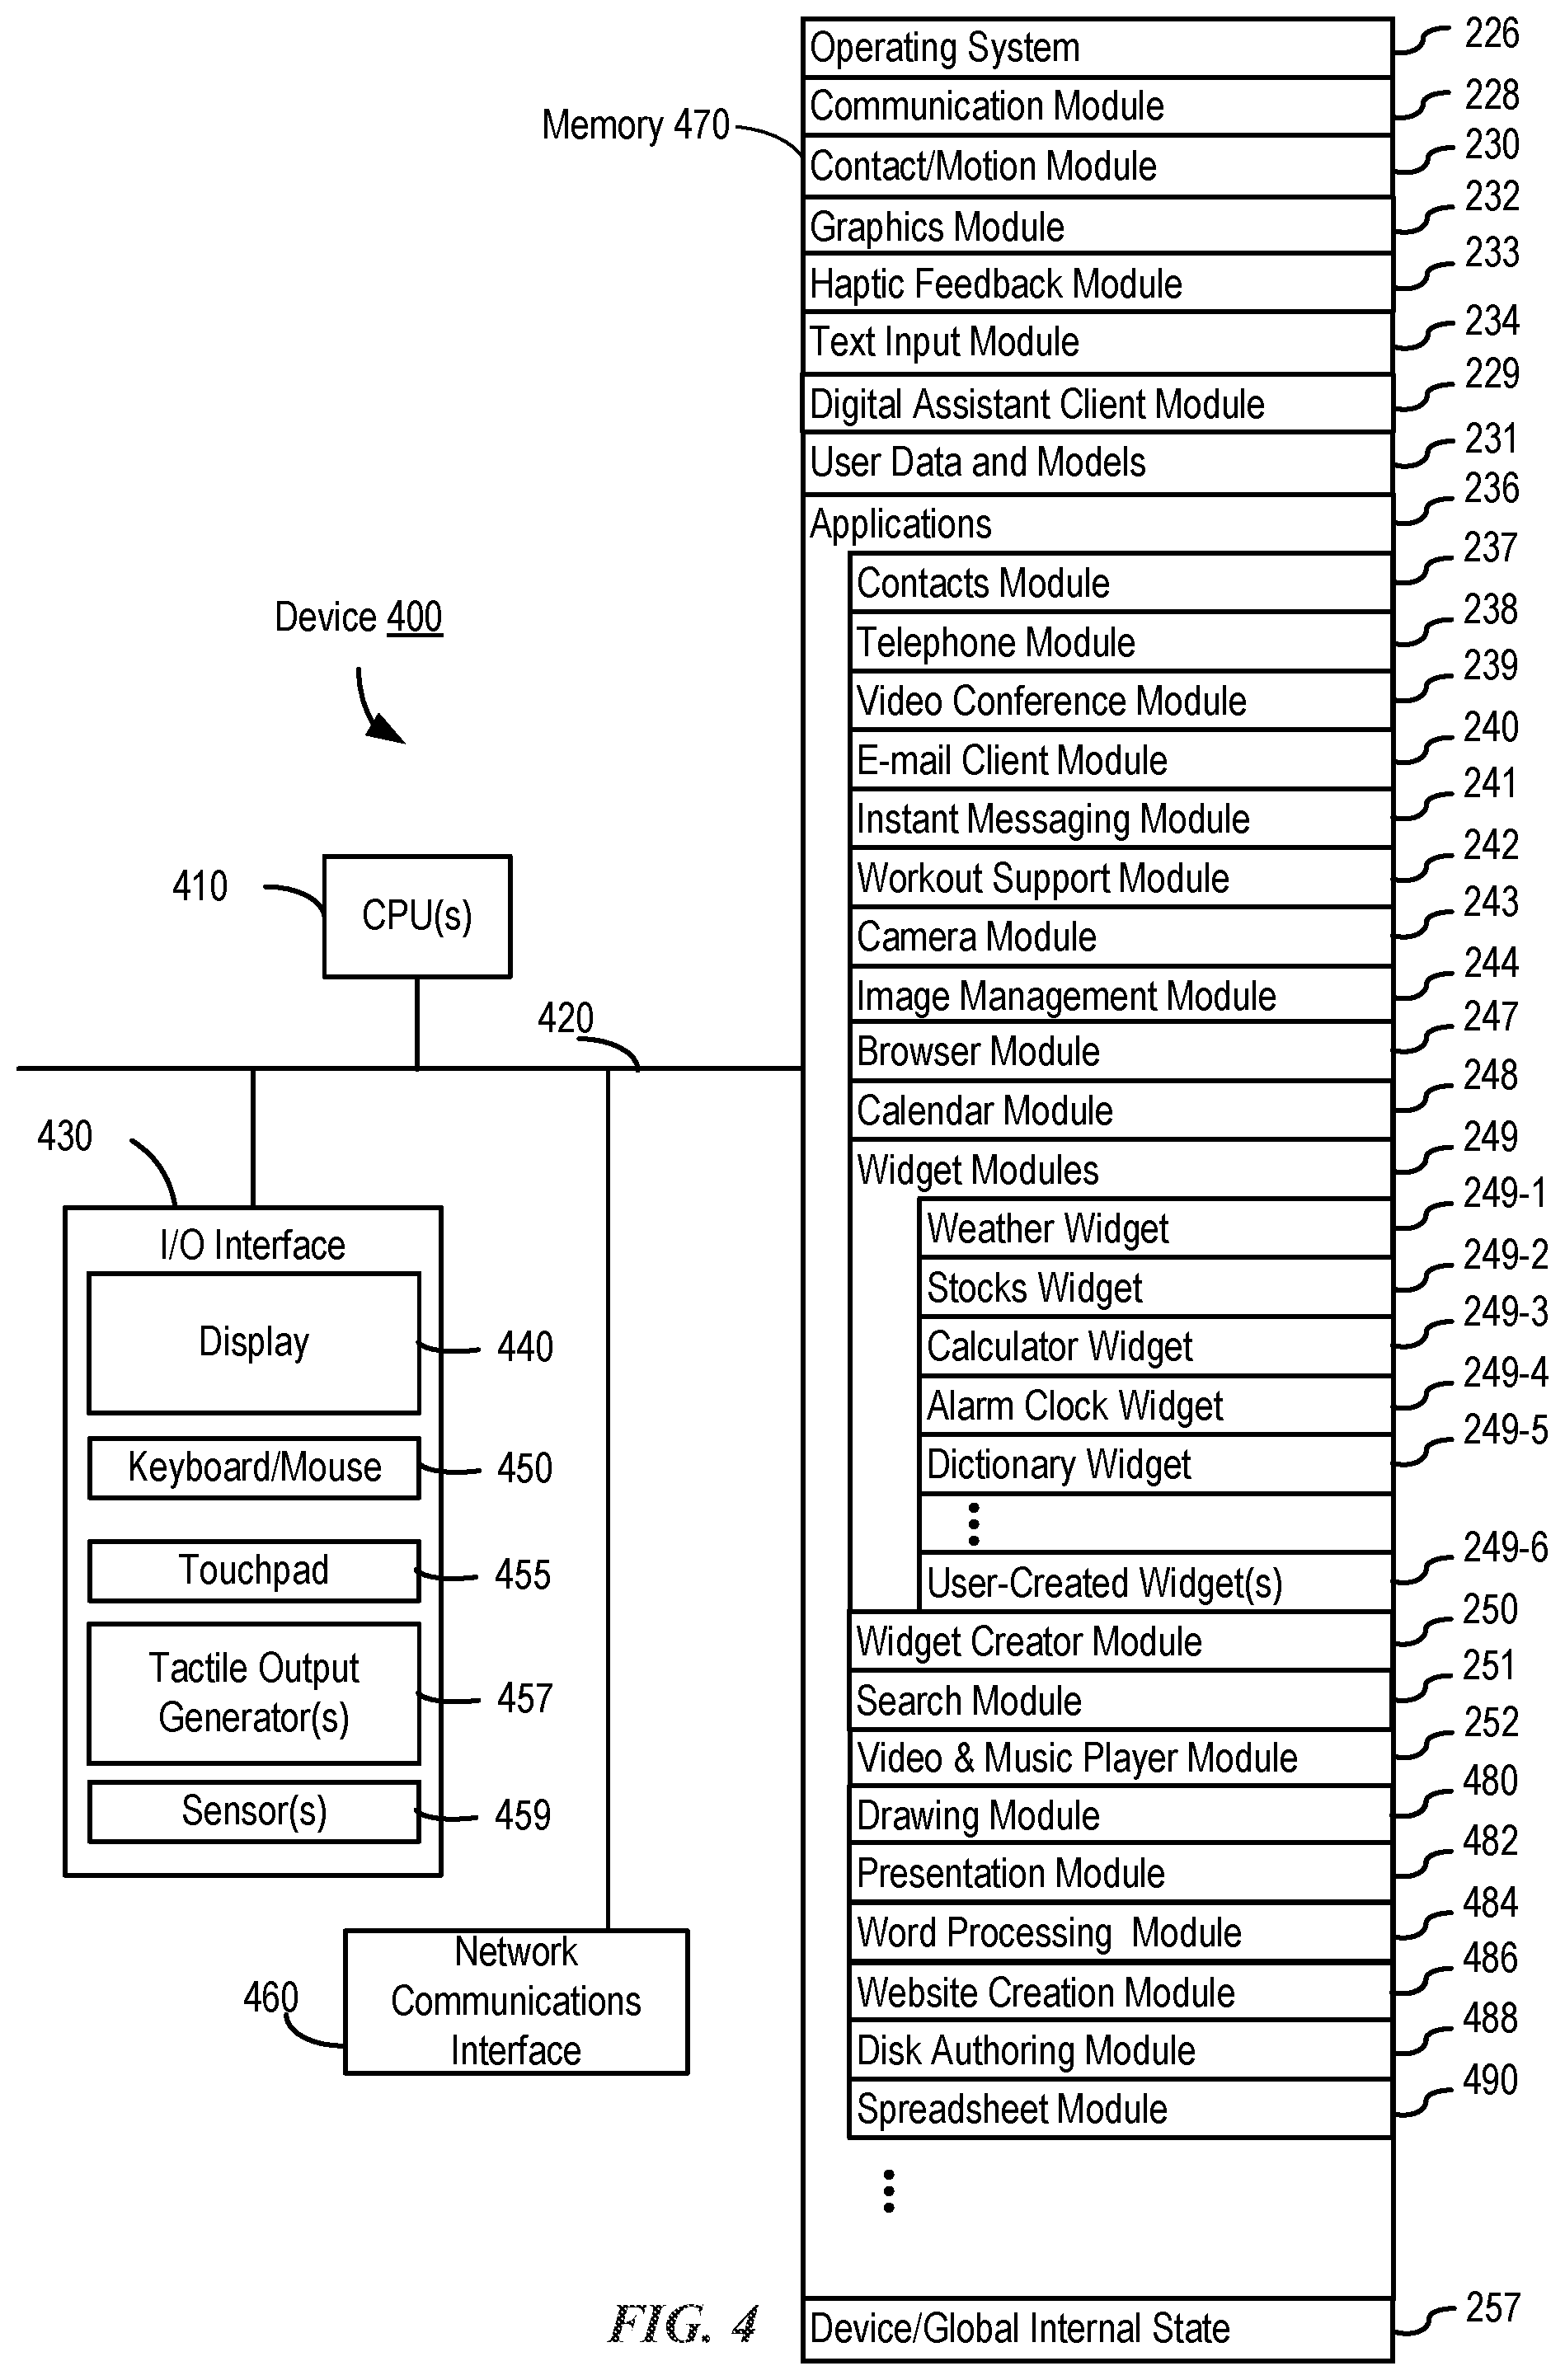 Memory 470
Operating System 226
Communication Module 228
Contact/Motion Module 230
Graphics Module 232
Haptic Feedback Module 233
Text Input Module 234
Digital Assistant Client Module 229
User Data and Models 231
Applications 236
Contacts Module 237
Telephone Module 238
Video Conference Module 239
E-mail Client Module 240
Instant Messaging Module 241
Workout Support Module 242
Camera Module 243
Image Management Module 244
Browser Module 247
Calendar Module 248
Widget Modules 249
Weather Widget 249-1
Stocks Widget 249-2
Calculator Widget 249-3
Alarm Clock Widget 249-4
Dictionary Widget 249-5
User-Created Widget(s) 249-6
Widget Creator Module 250
Search Module 251
Video & Music Player Module 252
Drawing Module 480
Presentation Module 482
Word Processing Module 484
Website Creation Module 486
Disk Authoring Module 488
Spreadsheet Module 490
Device/Global Internal State 257
Device 400
410
CPU(s)
420
430
I/O Interface
Display 440
Keyboard/Mouse 450
Touchpad 455
Tactile Output
Generator(s) 457
Sensor(s) 459
460
Network
Communications
Interface
FIG. 4